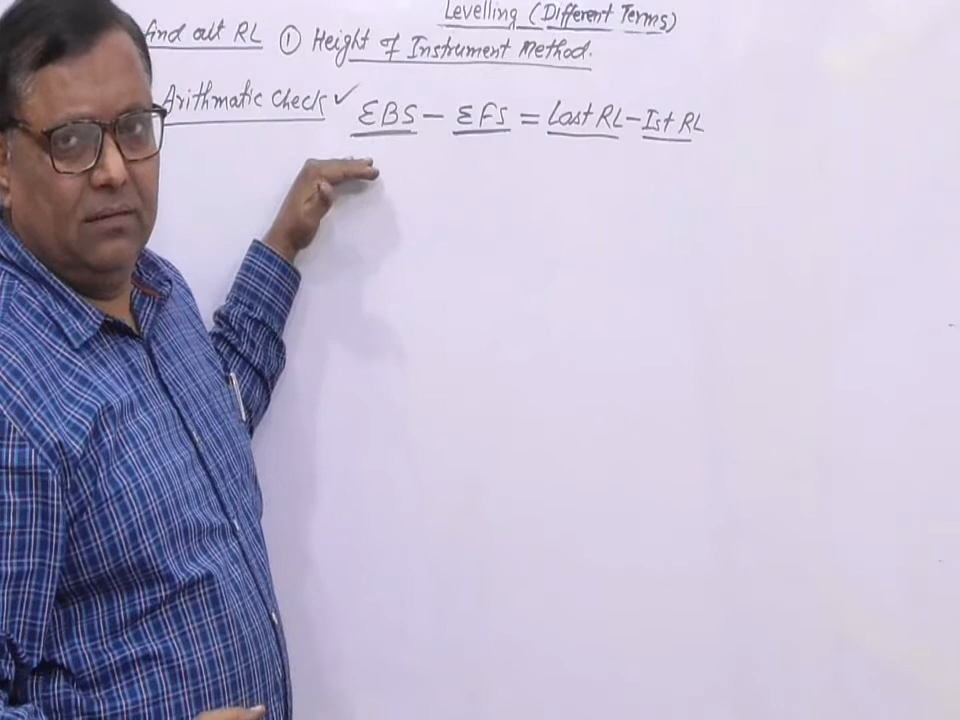 Levelling (Different Terms)
find out RL ① Height of Instrument Method.
Arithmatic Check ✓ ΣBS - ΣFS = Last RL - Ist RL